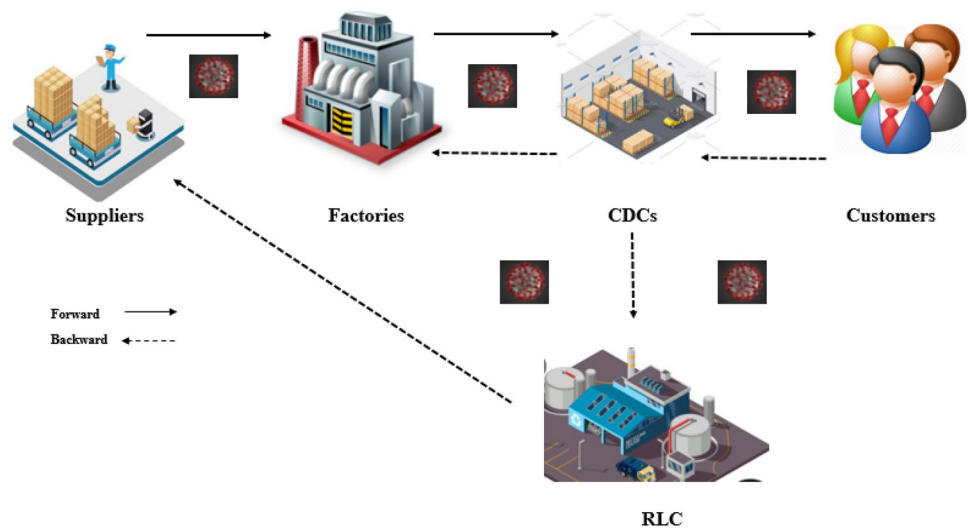 Suppliers
Factories
CDCs
Customers
Forward
Backward
RLC